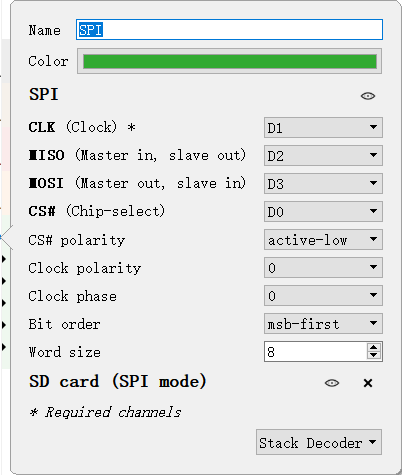 Name SPI
Color
SPI
CLK (Clock) * D1
MISO (Master in, slave out) D2
MOSI (Master out, slave in) D3
CS# (Chip-select) D0
CS# polarity active-low
Clock polarity 0
Clock phase 0
Bit order msb-first
Word size 8
SD card (SPI mode)
* Required channels
Stack Decoder